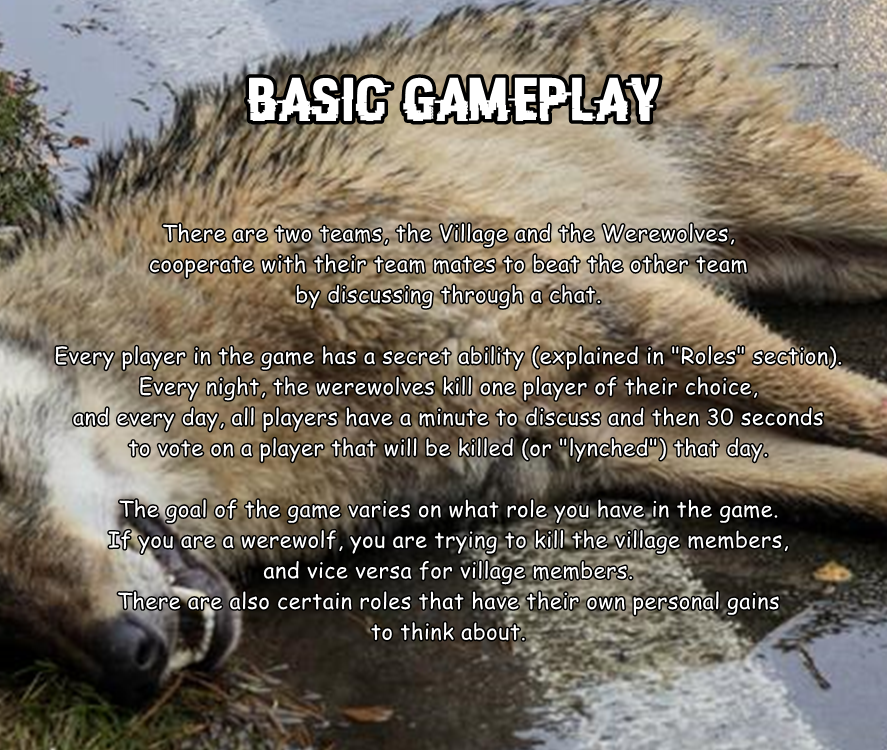 BASIC GAMEPLAY
There are two teams, the Village and the Werewolves,
cooperate with their team mates to beat the other team
by discussing through a chat.
Every player in the game has a secret ability (explained in "Roles" section).
Every night, the werewolves kill one player of their choice,
and every day, all players have a minute to discuss and then 30 seconds
to vote on a player that will be killed (or "lynched") that day.
The goal of the game varies on what role you have in the game.
If you are a werewolf, you are trying to kill the village members,
and vice versa for village members.
There are also certain roles that have their own personal gains
to think about.